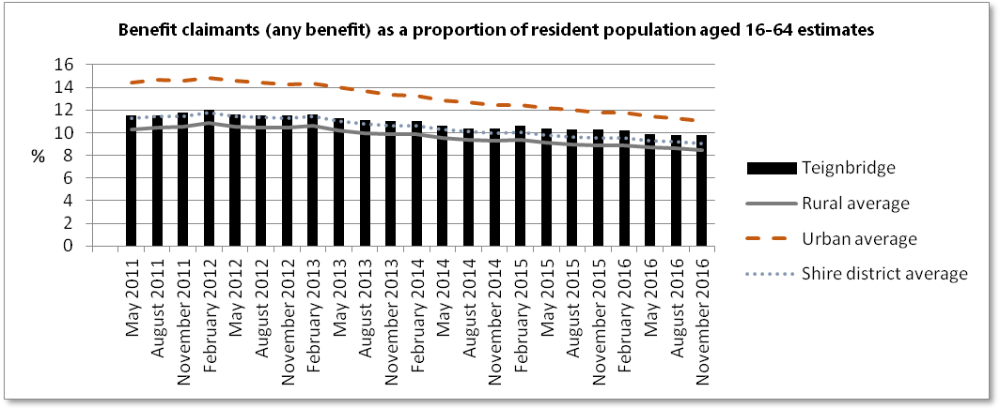 Benefit claimants (any benefit) as a proportion of resident population aged 16-64 estimates
16
14
12
10
8
6
4
2
0
%
May 2011
August 2011
November 2011
February 2012
May 2012
August 2012
November 2012
February 2013
May 2013
August 2013
November 2013
February 2014
May 2014
August 2014
November 2014
February 2015
May 2015
August 2015
November 2015
February 2016
May 2016
August 2016
November 2016
Teignbridge
Rural average
Urban average
Shire district average